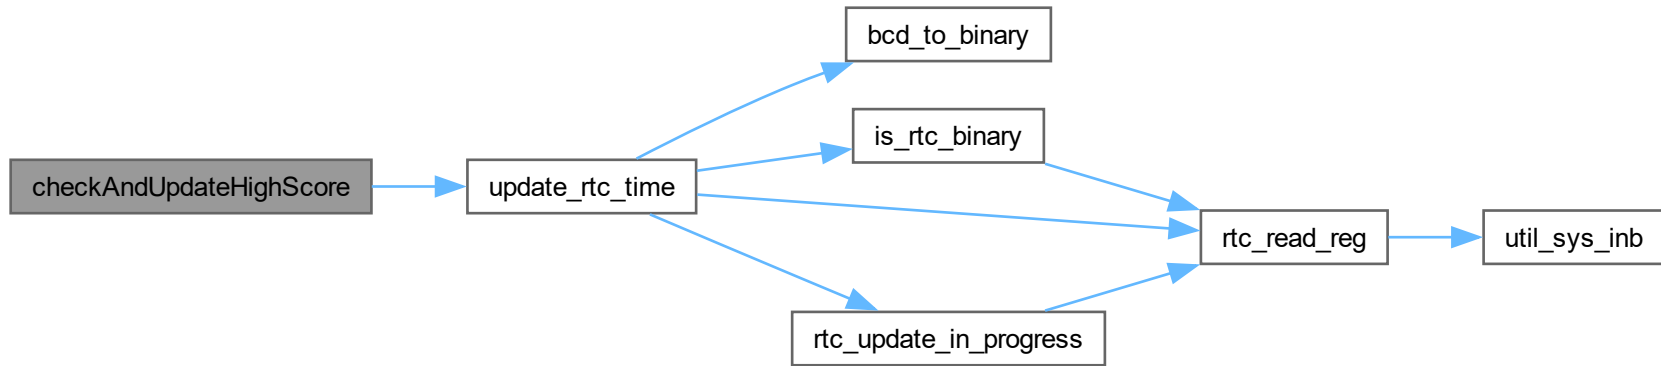 bcd_to_binary
is_rtc_binary
checkAndUpdateHighScore
update_rtc_time
rtc_read_reg
util_sys_inb
rtc_update_in_progress